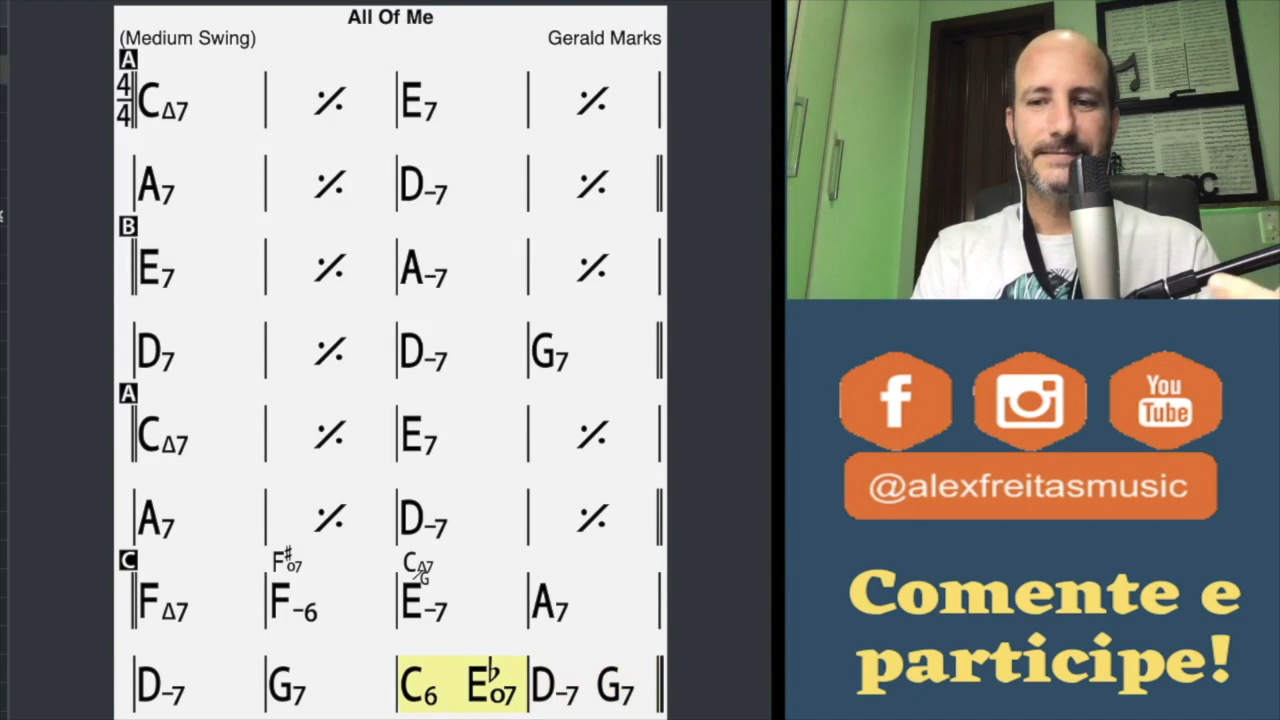 All Of Me
(Medium Swing) Gerald Marks
A
4/4 CΔ7 | ٪ | E7 | ٪
A7 | ٪ | D–7 | ٪
B
E7 | ٪ | A–7 | ٪
D7 | ٪ | D–7 | G7
A
CΔ7 | ٪ | E7 | ٪
A7 | ٪ | D–7 | ٪
C F♯o7 CΔ7/G
FΔ7 | F–6 | E–7 | A7
D–7 | G7 | C6 E♭o7 | D–7 G7
f
You
Tube
@alexfreitasmusic
Comente e
participe!